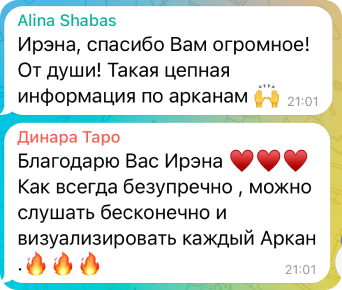 Alina Shabas
Ирэна, спасибо Вам огромное!
От души! Такая цепная
информация по арканам 🙌 21:01
Динара Таро
Благодарю Вас Ирэна ♥️♥️♥️
Как всегда безупречно , можно
слушать бесконечно и
визуализировать каждый Аркан
.🔥🔥🔥 21:01